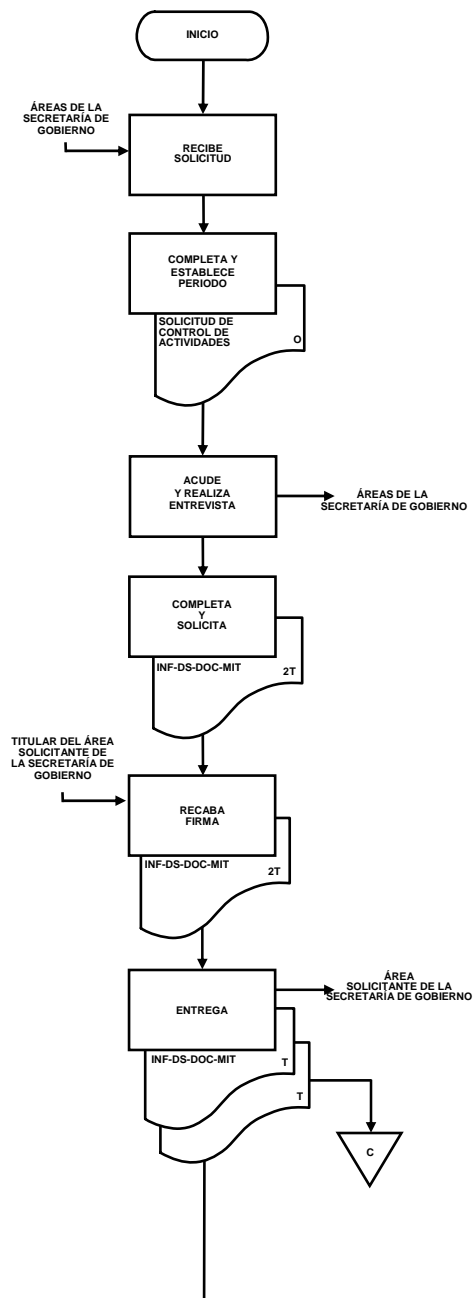 INICIO
ÁREAS DE LA
SECRETARÍA DE
GOBIERNO
RECIBE
SOLICITUD
COMPLETA Y
ESTABLECE
PERIODO
SOLICITUD DE
CONTROL DE
ACTIVIDADES
O
ACUDE
Y REALIZA
ENTREVISTA
ÁREAS DE LA
SECRETARÍA DE GOBIERNO
COMPLETA
Y
SOLICITA
INF-DS-DOC-MIT
2T
TITULAR DEL ÁREA
SOLICITANTE DE
LA SECRETARÍA DE
GOBIERNO
RECABA
FIRMA
INF-DS-DOC-MIT
2T
ÁREA
SOLICITANTE DE LA
SECRETARÍA DE GOBIERNO
ENTREGA
INF-DS-DOC-MIT
T
T
C